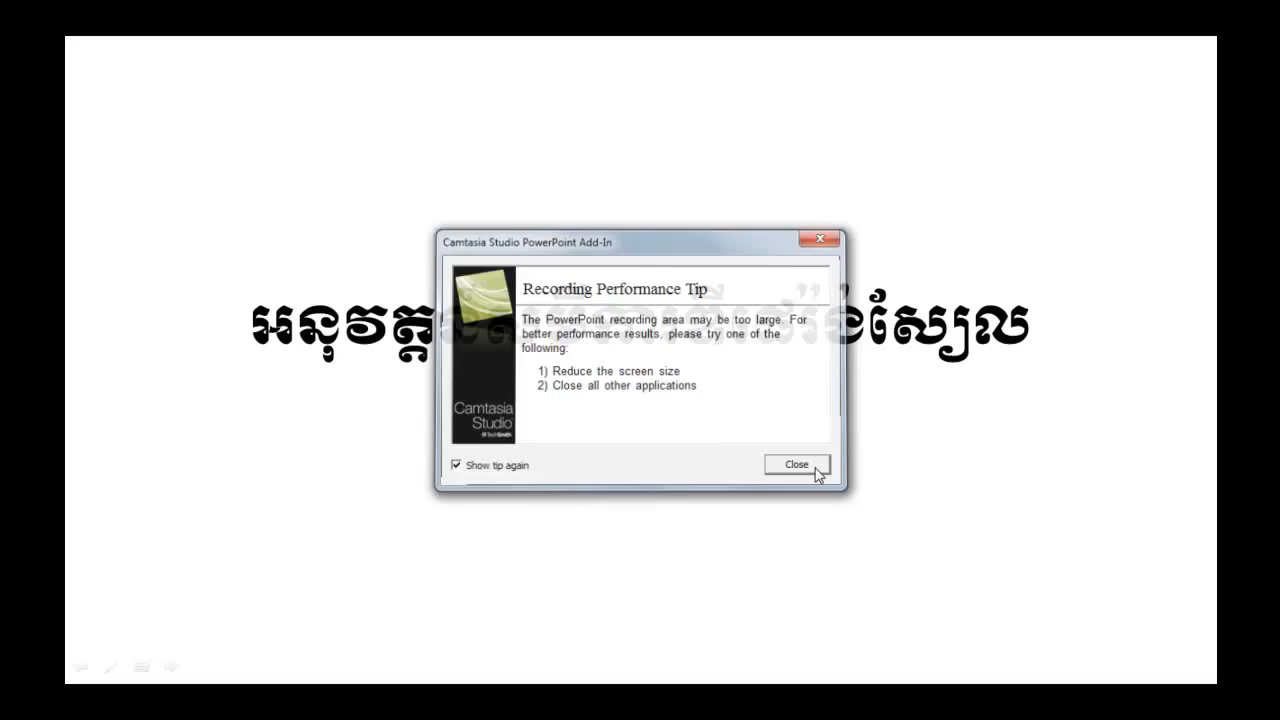 Camtasia Studio PowerPoint Add-In
Recording Performance Tip
The PowerPoint recording area may be too large. For
better performance results, please try one of the
following:
1) Reduce the screen size
2) Close all other applications
Camtasia
Studio
TechSmith
Show tip again
Close
អនុវត្ត
ស្យែល